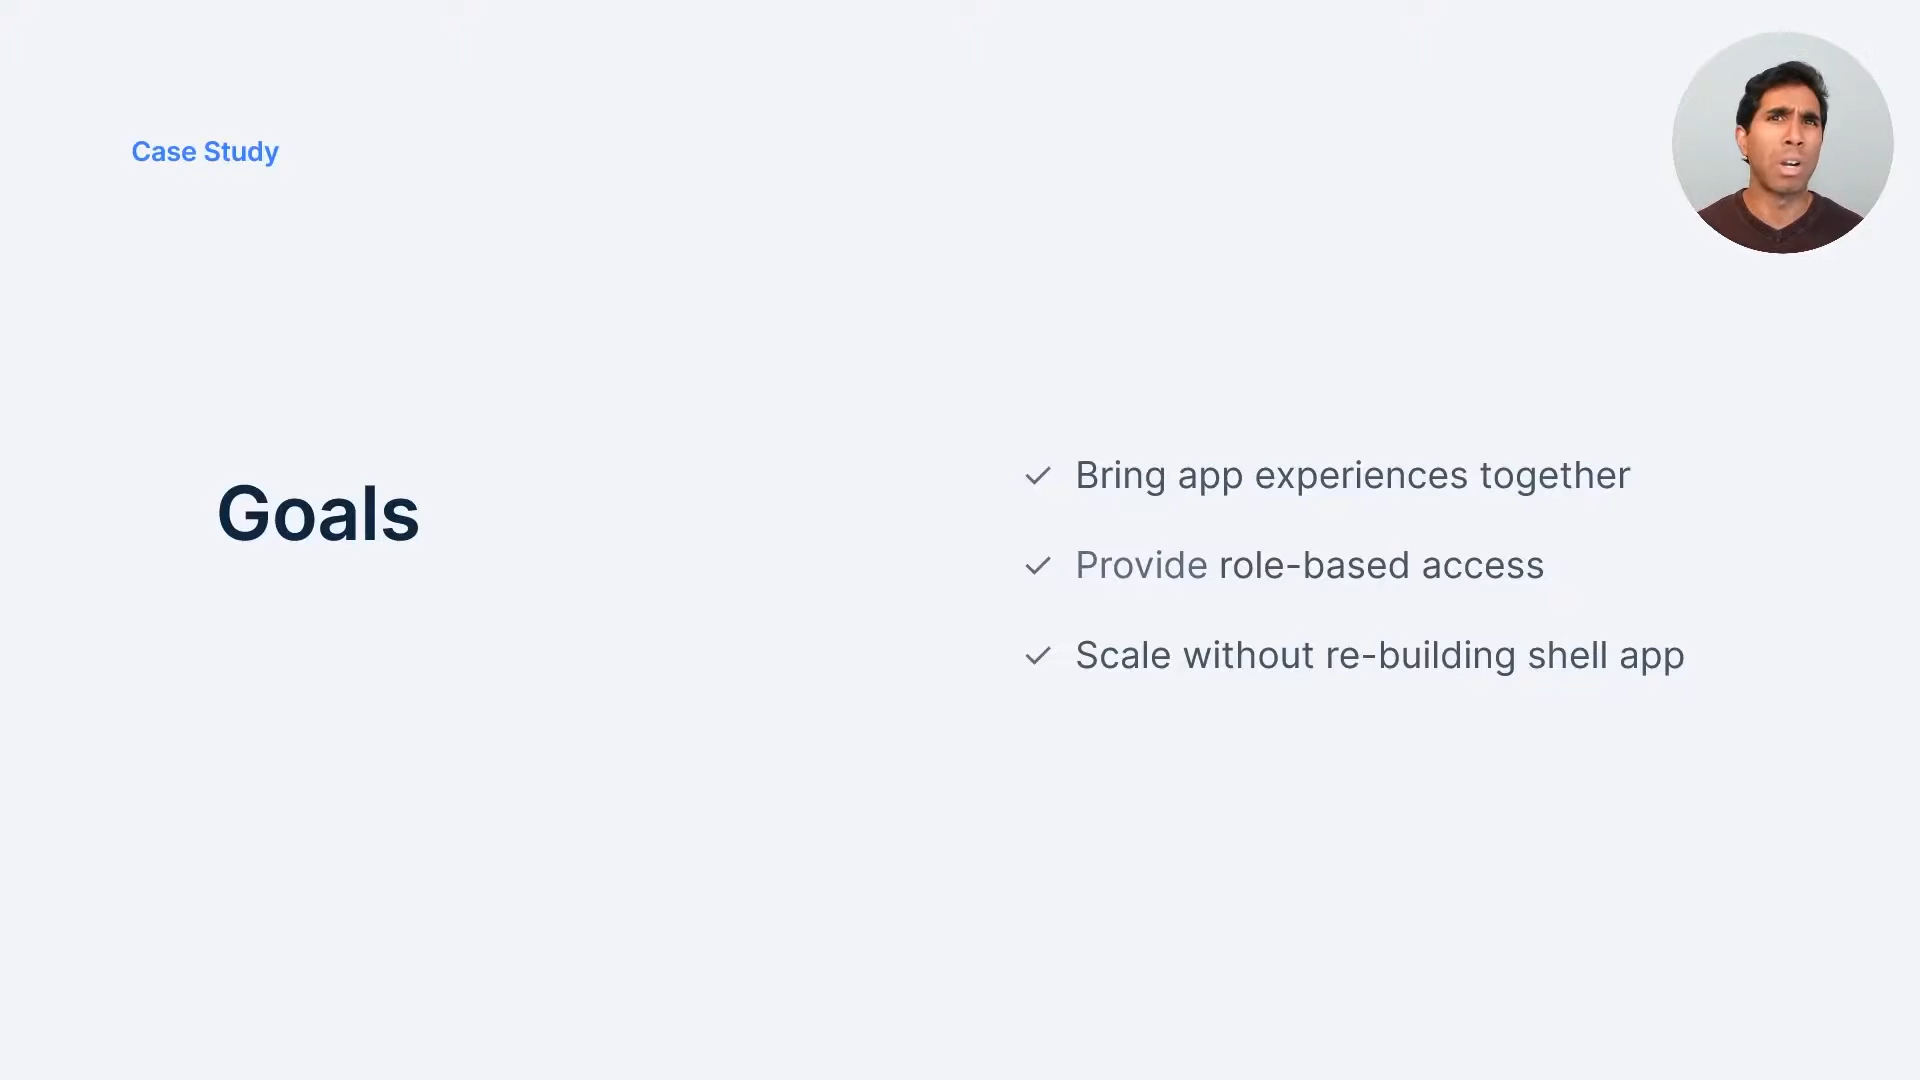 Case Study
Goals
Bring app experiences together
Provide role-based access
Scale without re-building shell app